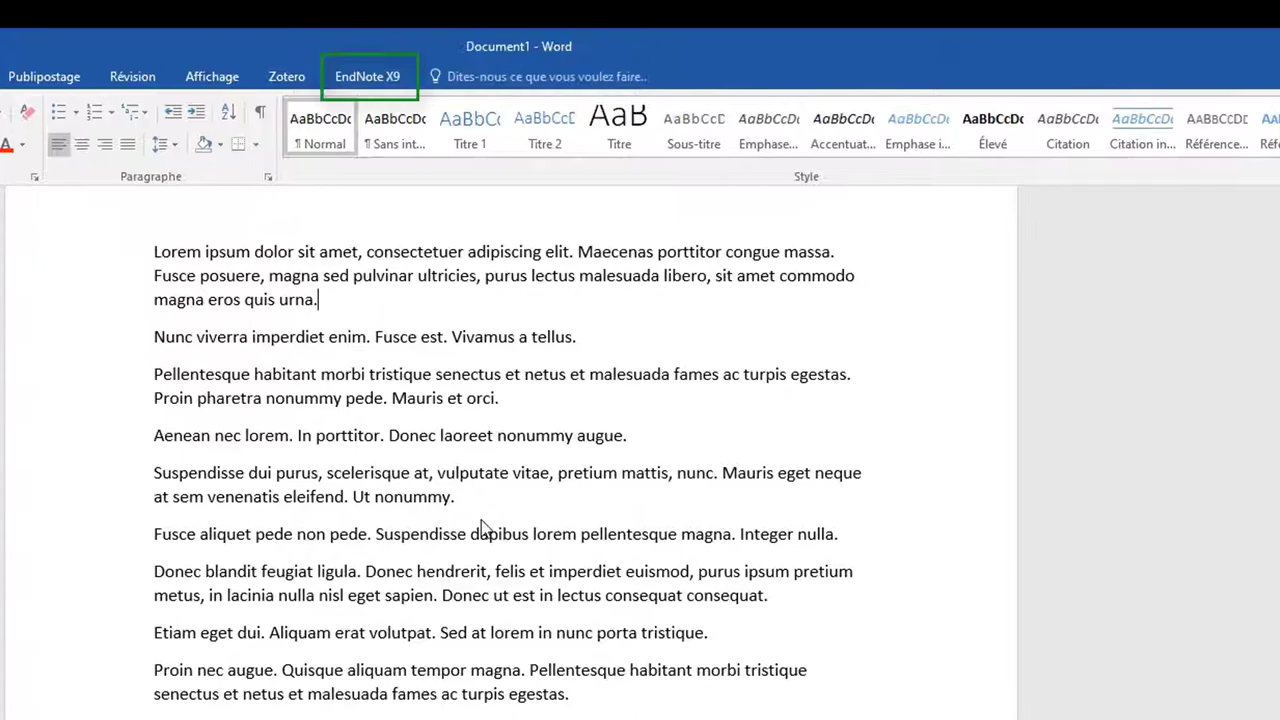 Document1 - Word
Publipostage Révision Affichage Zotero EndNote X9 Dites-nous ce que vous voulez faire..
AaBbCcDc AaBbCcDc AaBbCc AaBbCcD AaB AaBbCcD AaBbCcDc AaBbCcDc AaBbCcDc AaBbCcDc AaBbCcDc AaBbCcDc AABBCCDD AABBCCDD
¶ Normal ¶ Sans int... Titre 1 Titre 2 Titre Sous-titre Emphase... Accentuat... Emphase i... Élevé Citation Citation in... Référence... Réfé
Paragraphe Style
Lorem ipsum dolor sit amet, consectetuer adipiscing elit. Maecenas porttitor congue massa.
Fusce posuere, magna sed pulvinar ultricies, purus lectus malesuada libero, sit amet commodo
magna eros quis urna.
Nunc viverra imperdiet enim. Fusce est. Vivamus a tellus.
Pellentesque habitant morbi tristique senectus et netus et malesuada fames ac turpis egestas.
Proin pharetra nonummy pede. Mauris et orci.
Aenean nec lorem. In porttitor. Donec laoreet nonummy augue.
Suspendisse dui purus, scelerisque at, vulputate vitae, pretium mattis, nunc. Mauris eget neque
at sem venenatis eleifend. Ut nonummy.
Fusce aliquet pede non pede. Suspendisse dapibus lorem pellentesque magna. Integer nulla.
Donec blandit feugiat ligula. Donec hendrerit, felis et imperdiet euismod, purus ipsum pretium
metus, in lacinia nulla nisl eget sapien. Donec ut est in lectus consequat consequat.
Etiam eget dui. Aliquam erat volutpat. Sed at lorem in nunc porta tristique.
Proin nec augue. Quisque aliquam tempor magna. Pellentesque habitant morbi tristique
senectus et netus et malesuada fames ac turpis egestas.